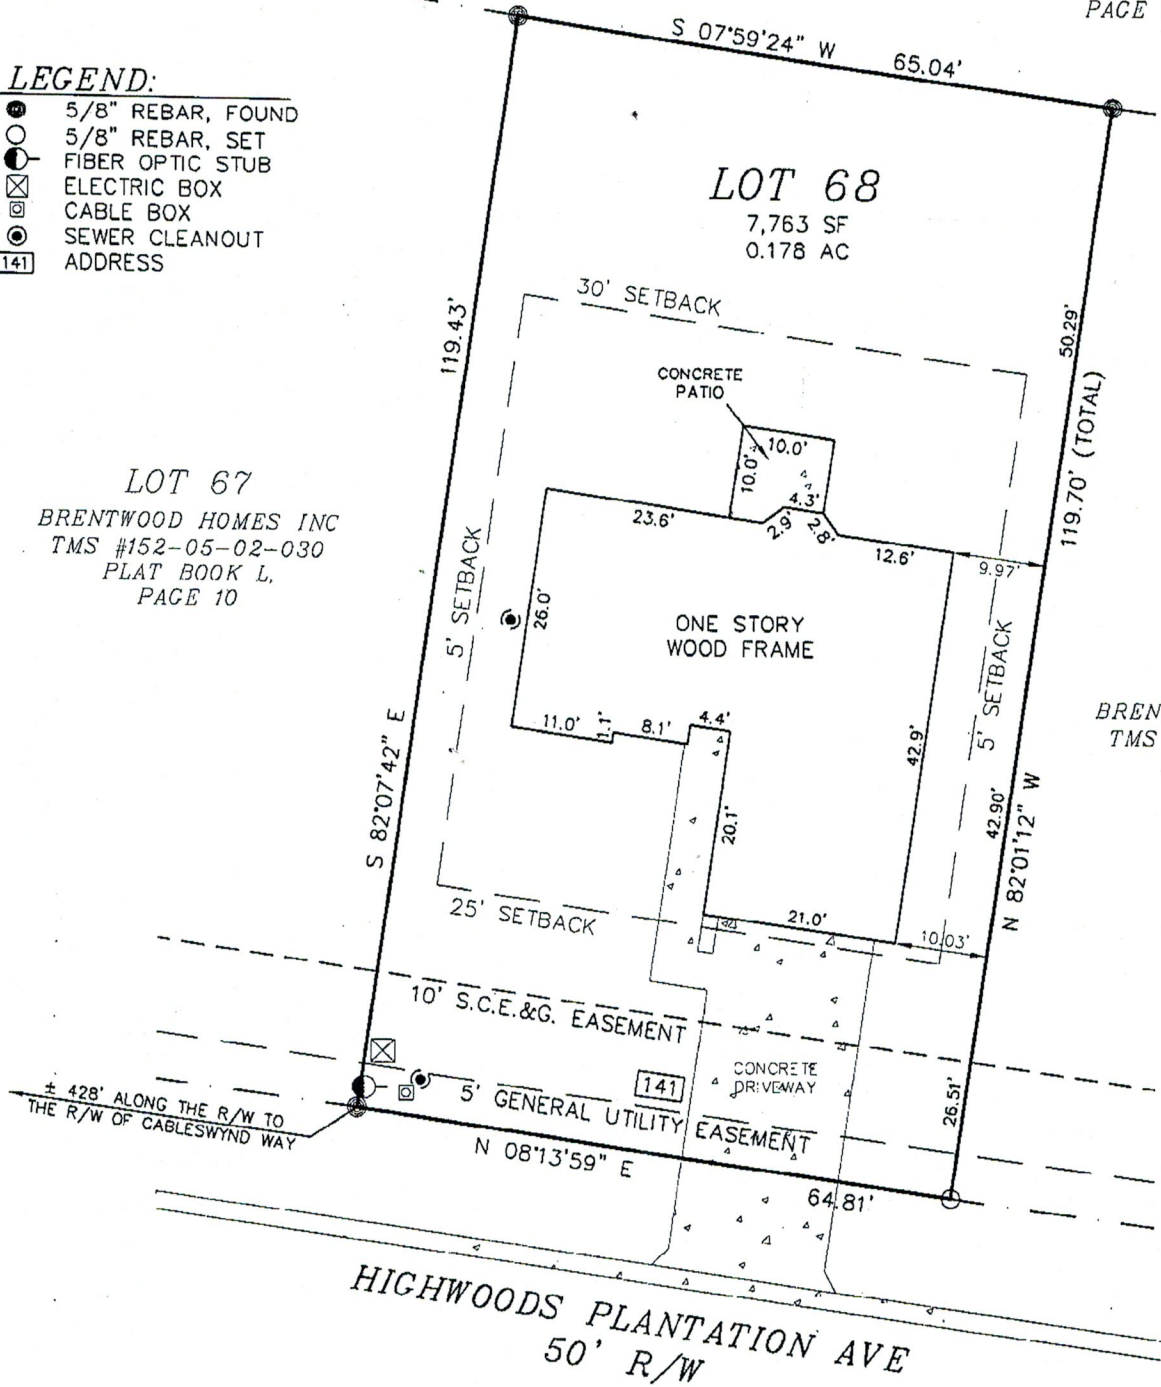 PAGE
S 07°59'24" W
65.04'
LEGEND:
5/8" REBAR, FOUND
5/8" REBAR, SET
FIBER OPTIC STUB
ELECTRIC BOX
CABLE BOX
SEWER CLEANOUT
141 ADDRESS
LOT 68
7,763 SF
0.178 AC
30' SETBACK
119.43'
50.29'
CONCRETE
PATIO
10.0'
10.0'
119.70' (TOTAL)
LOT 67
BRENTWOOD HOMES INC
TMS #152-05-02-030
PLAT BOOK L,
PAGE 10
23.6'
4.3'
2.9'
2.8'
12.6'
9.97'
5' SETBACK
26.0'
ONE STORY
WOOD FRAME
5' SETBACK
BREN
TMS
11.0'
1.1'
8.1'
4.4'
42.9'
20.1'
42.90'
S 82°07'42" E
N 82°01'12" W
25' SETBACK
21.0'
10.03'
10' S.C.E.&G. EASEMENT
CONCRETE
DRIVEWAY
141
26.51'
5' GENERAL UTILITY EASEMENT
± 428' ALONG THE R/W TO
THE R/W OF CABLESWYND WAY
N 08°13'59" E
64.81'
HIGHWOODS PLANTATION AVE
50' R/W